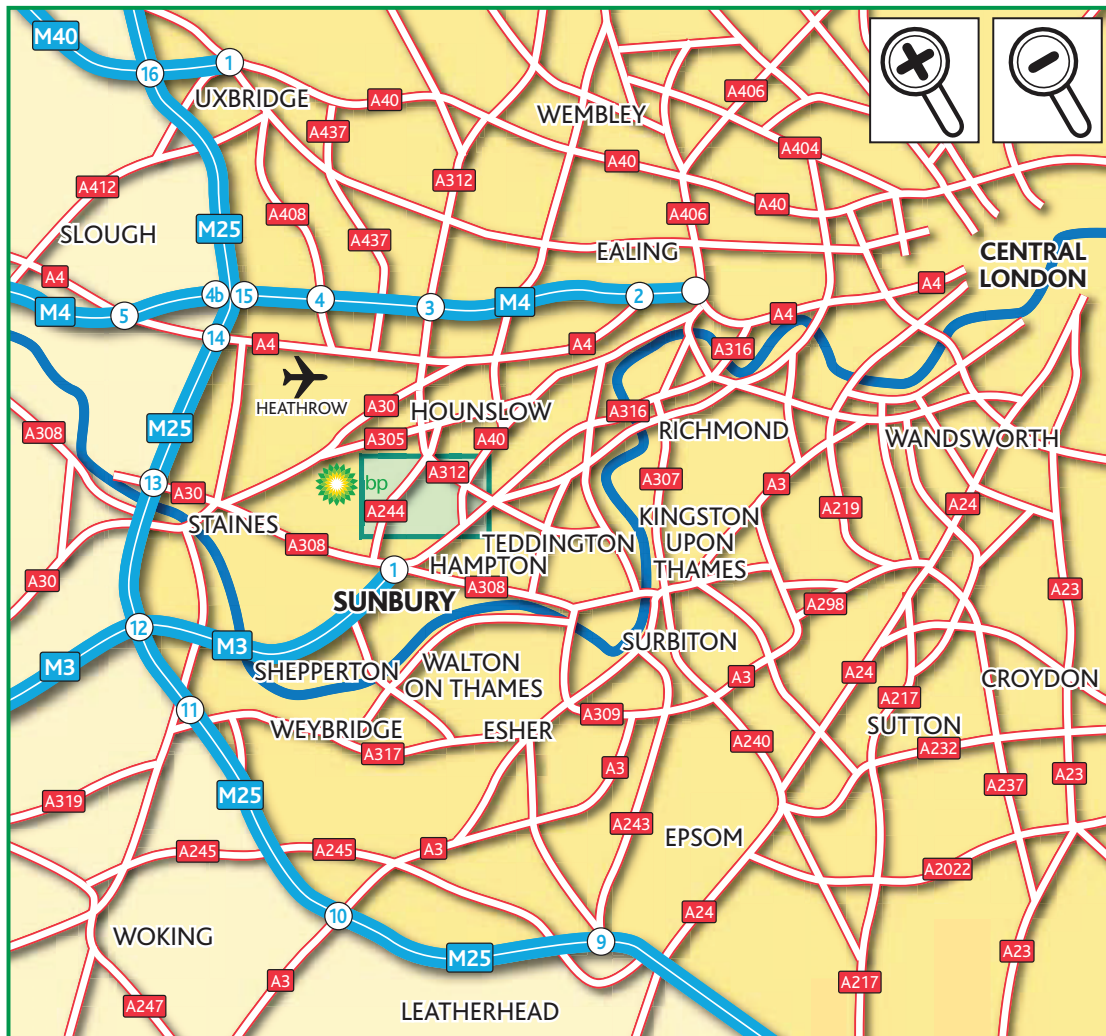 M40
16
1
UXBRIDGE
A40
A406
WEMBLEY
A437
A404
A40
A412
A312
A40
A408
A406
M25
SLOUGH
A437
EALING
CENTRAL
LONDON
A4
4b
15
4
3
M4
2
A4
M4
5
A4
14
A4
A4
A316
HEATHROW
A30
HOUNSLOW
A316
M25
A308
A305
A40
RICHMOND
WANDSWORTH
bp
A312
A307
A3
13
A30
A244
A219
A24
STAINES
KINGSTON
UPON
THAMES
A308
TEDDINGTON
HAMPTON
1
A308
A30
SUNBURY
A298
A23
12
M3
SURBITON
M3
SHEPPERTON
WALTON
ON THAMES
A3
A24
CROYDON
A217
11
WEYBRIDGE
ESHER
A309
SUTTON
A317
A240
A232
A3
M25
A319
A237
A23
A243
EPSOM
A245
A245
A3
A2022
10
A24
WOKING
9
M25
A23
A3
A217
A247
LEATHERHEAD